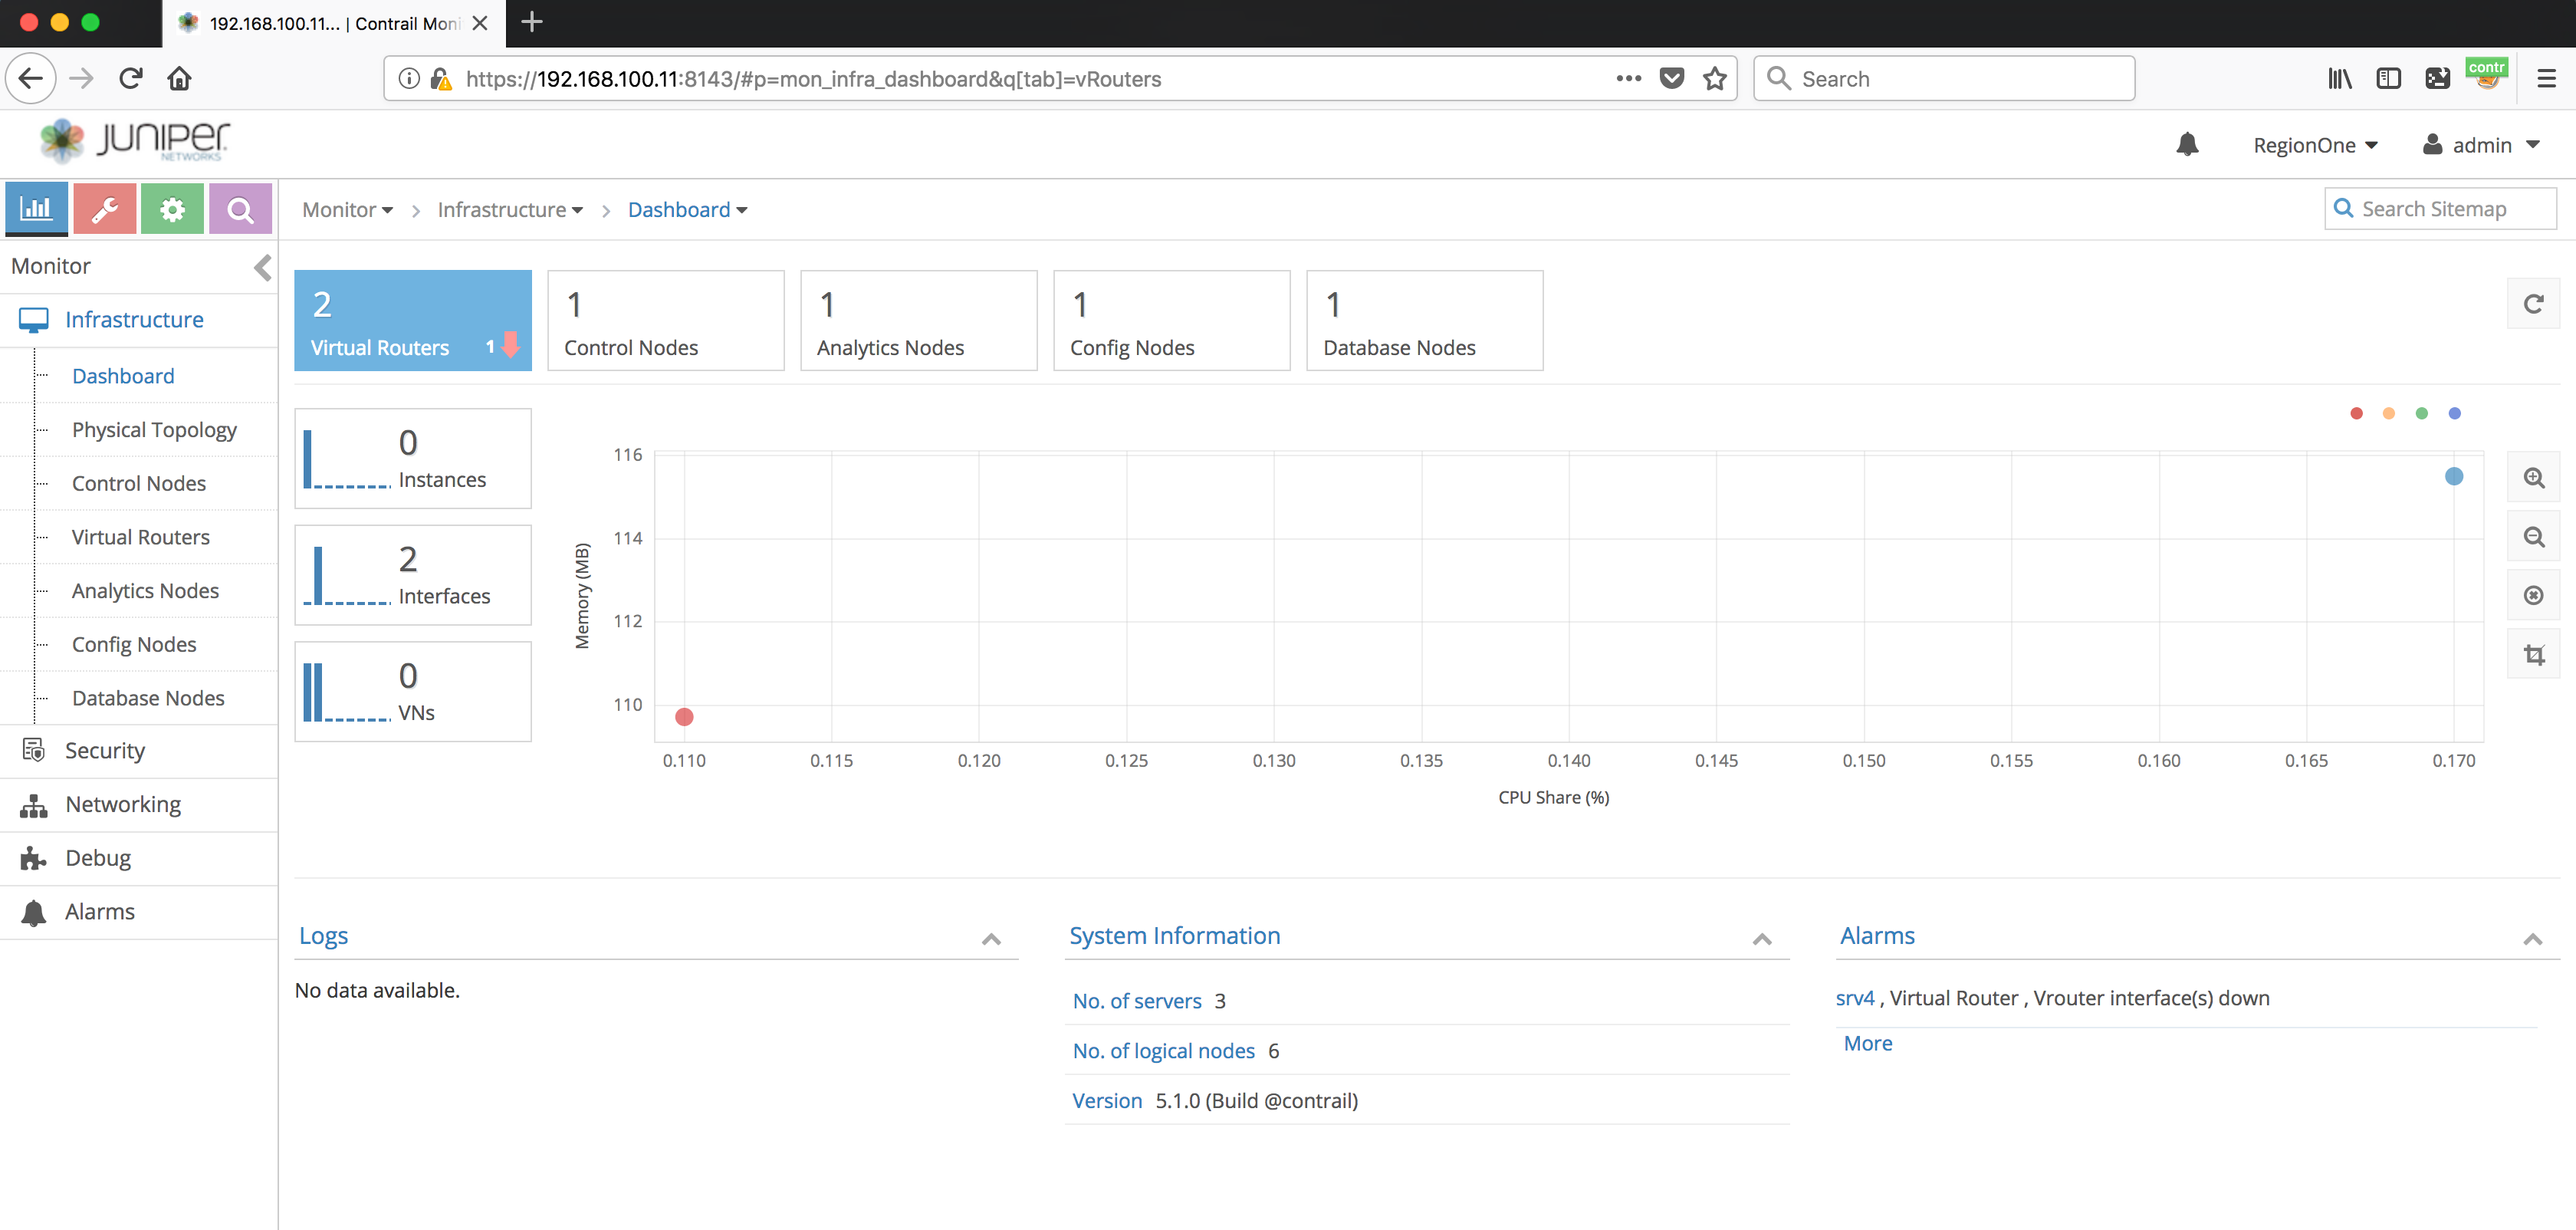 192.168.100.11... | Contrail Moni
https://192.168.100.11:8143/#p=mon_infra_dashboard&q[tab]=vRouters
Search
contr
JUNIPer
NETWORKS
RegionOne
admin
Monitor
Infrastructure
Dashboard
Search Sitemap
Monitor
Infrastructure
Dashboard
Physical Topology
Control Nodes
Virtual Routers
Analytics Nodes
Config Nodes
Database Nodes
Security
Networking
Debug
Alarms
2
Virtual Routers 1
1
Control Nodes
1
Analytics Nodes
1
Config Nodes
1
Database Nodes
0
Instances
2
Interfaces
0
VNs
Memory (MB)
116
114
112
110
0.110 0.115 0.120 0.125 0.130 0.135 0.140 0.145 0.150 0.155 0.160 0.165 0.170
CPU Share (%)
Logs
No data available.
System Information
No. of servers 3
No. of logical nodes 6
Version 5.1.0 (Build @contrail)
Alarms
srv4 , Virtual Router , Vrouter interface(s) down
More